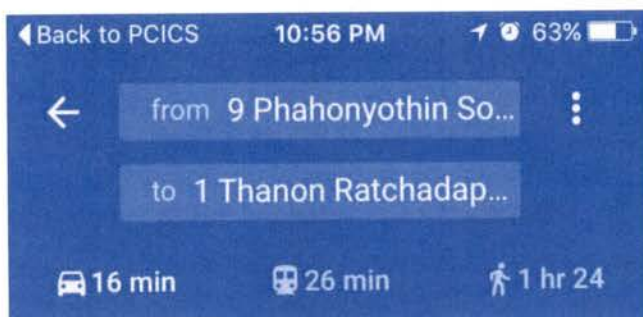 Back to PCICS 10:56 PM 63%
from 9 Phahonyothin So...
to 1 Thanon Ratchadap...
16 min 26 min 1 hr 24